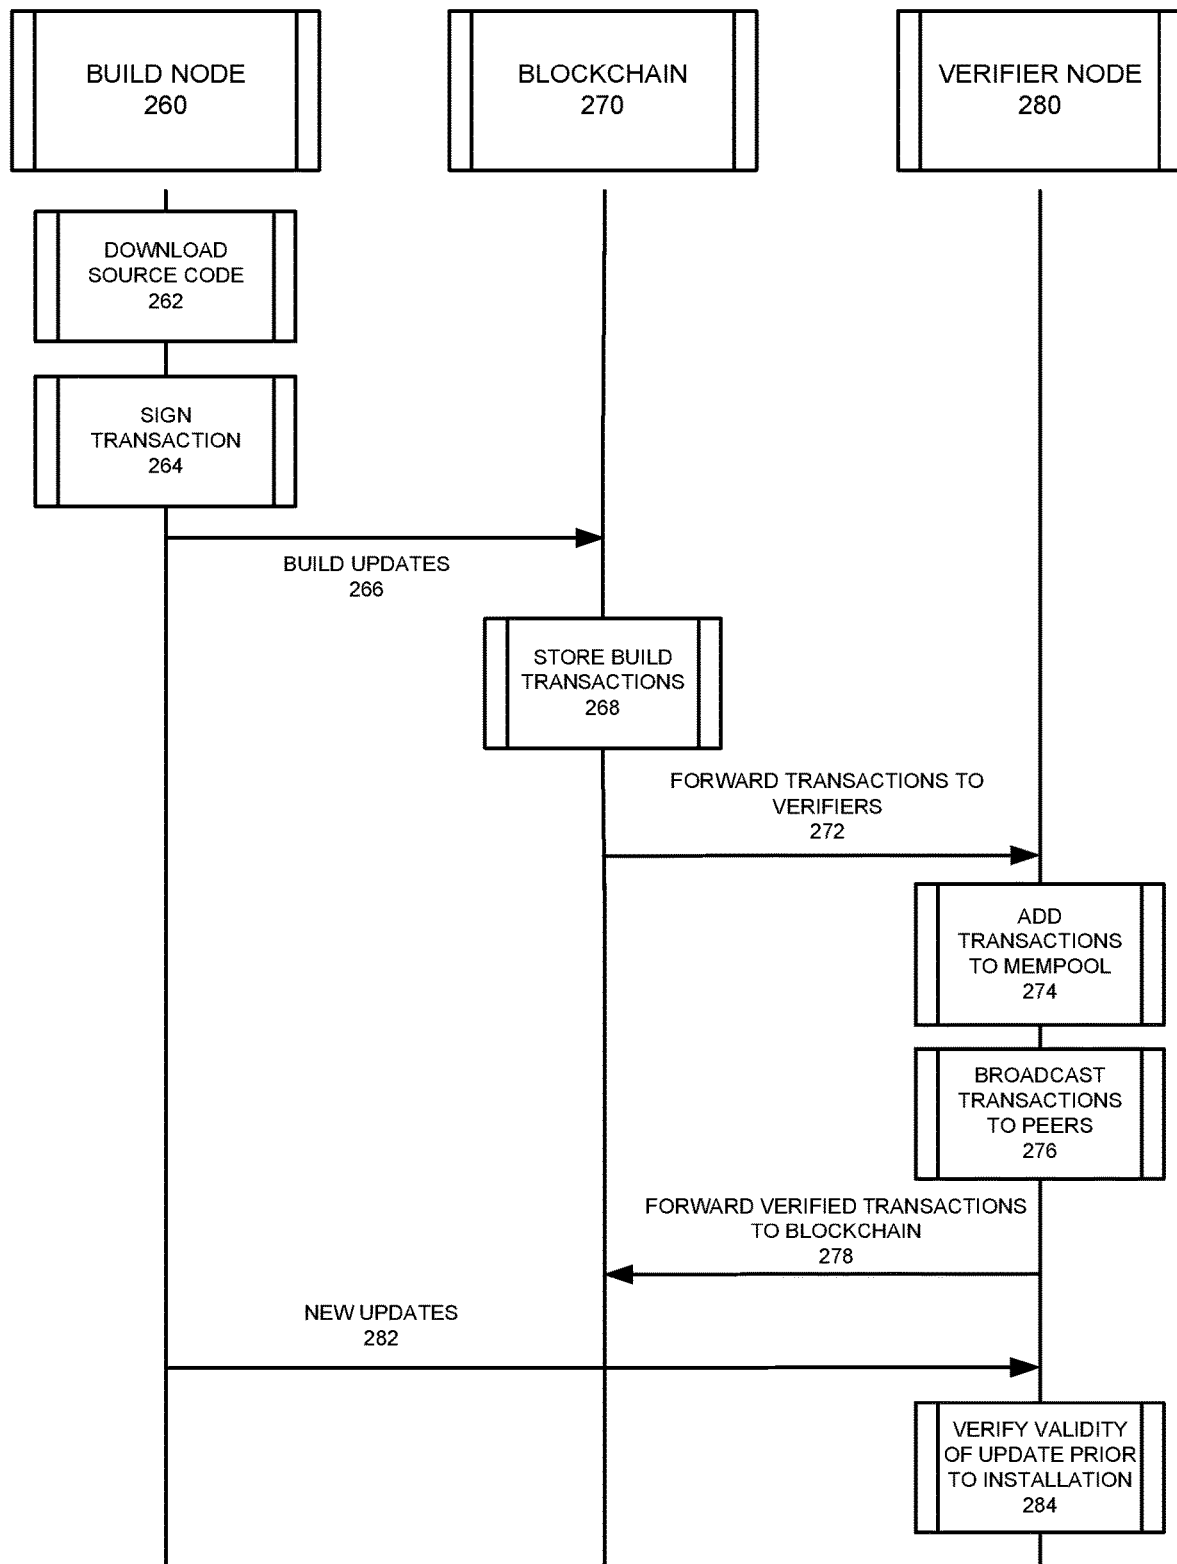 BUILD NODE
260
BLOCKCHAIN
270
VERIFIER NODE
280
DOWNLOAD
SOURCE CODE
262
SIGN
TRANSACTION
264
BUILD UPDATES
266
STORE BUILD
TRANSACTIONS
268
FORWARD TRANSACTIONS TO
VERIFIERS
272
ADD
TRANSACTIONS
TO MEMPOOL
274
BROADCAST
TRANSACTIONS
TO PEERS
276
FORWARD VERIFIED TRANSACTIONS
TO BLOCKCHAIN
278
NEW UPDATES
282
VERIFY VALIDITY
OF UPDATE PRIOR
TO INSTALLATION
284